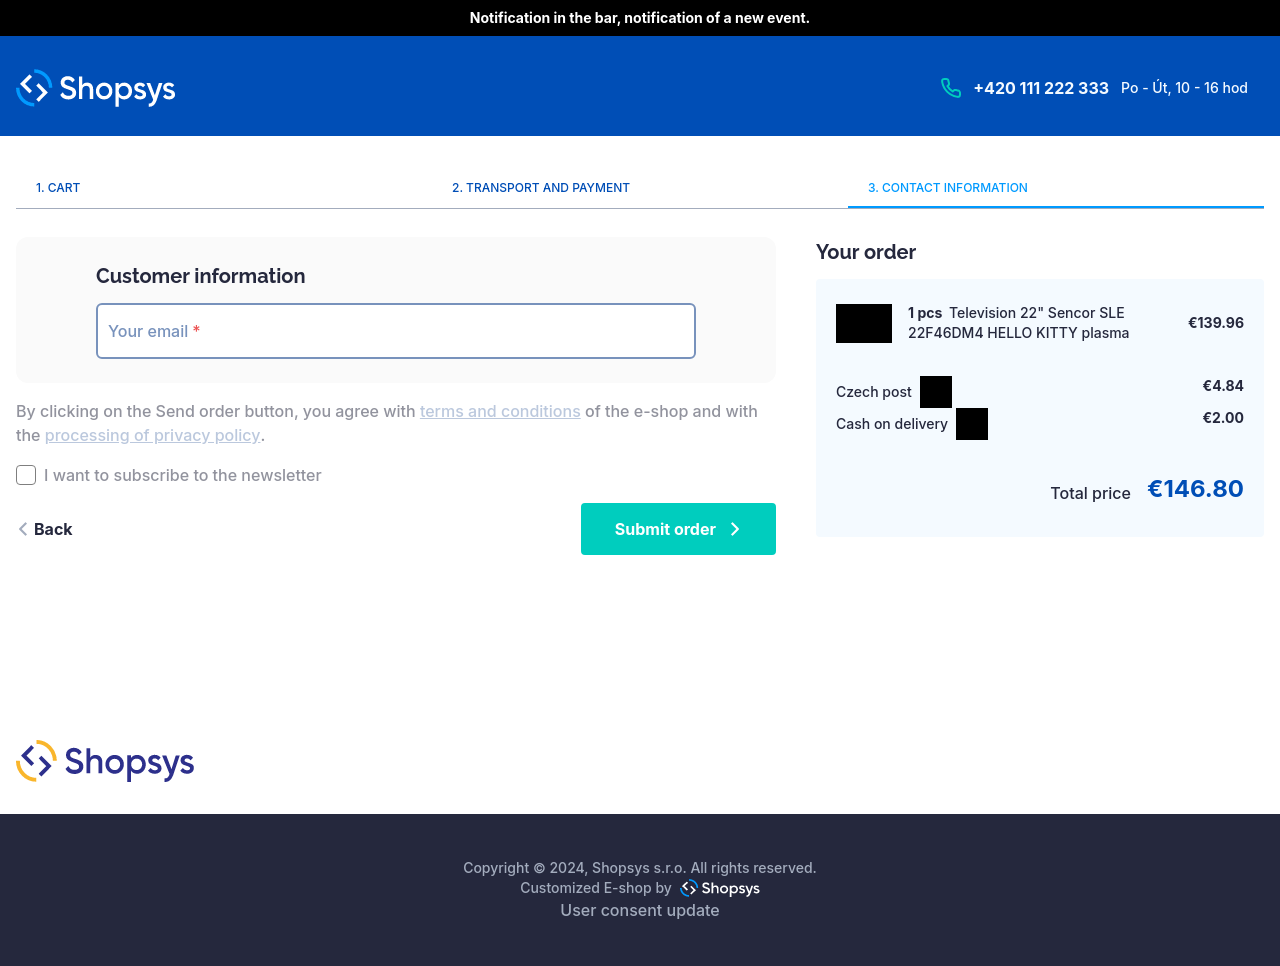 Notification in the bar, notification of a new event.
Shopsys
+420 111 222 333 Po - Út, 10 - 16 hod
1. CART
2. TRANSPORT AND PAYMENT
3. CONTACT INFORMATION
Customer information
Your email *
By clicking on the Send order button, you agree with terms and conditions of the e-shop and with
the processing of privacy policy.
I want to subscribe to the newsletter
Back
Submit order
Your order
1 pcs Television 22" Sencor SLE
22F46DM4 HELLO KITTY plasma
€139.96
Czech post
€4.84
Cash on delivery
€2.00
Total price €146.80
Shopsys
Copyright © 2024, Shopsys s.r.o. All rights reserved.
Customized E-shop by Shopsys
User consent update